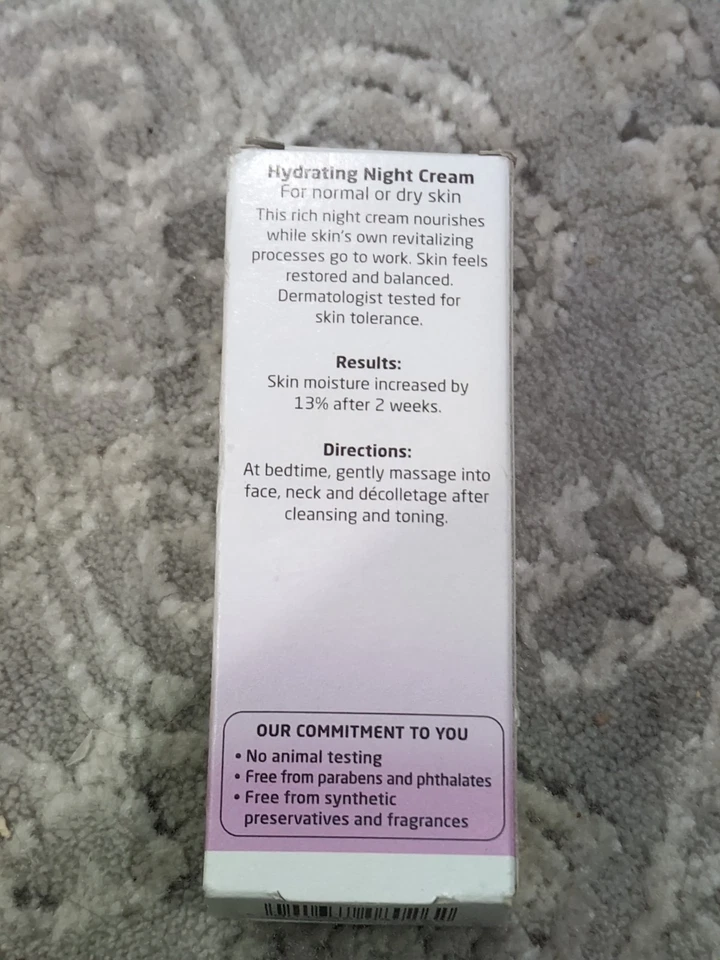 Hydrating Night Cream
For normal or dry skin
This rich night cream nourishes
while skin's own revitalizing
processes go to work. Skin feels
restored and balanced.
Dermatologist tested for
skin tolerance.
Results:
Skin moisture increased by
13% after 2 weeks.
Directions:
At bedtime, gently massage into
face, neck and décolletage after
cleansing and toning.
OUR COMMITMENT TO YOU
• No animal testing
• Free from parabens and phthalates
• Free from synthetic
preservatives and fragrances